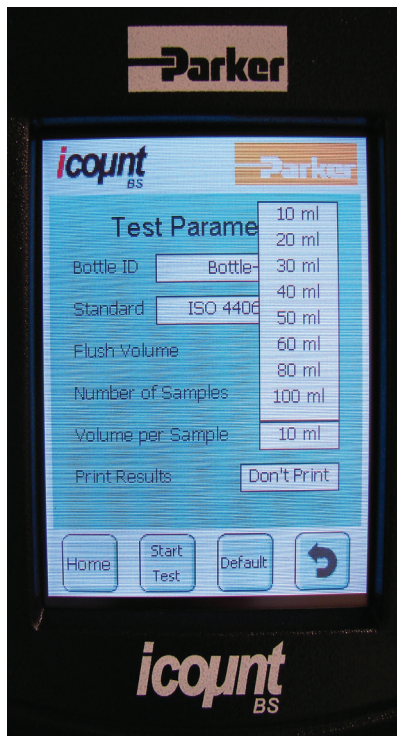 Parker
icount
BS
Parker
Test Parame
10 ml
20 ml
30 ml
40 ml
50 ml
60 ml
80 ml
100 ml
Bottle ID Bottle-
Standard ISO 4406
Flush Volume
Number of Samples
Volume per Sample 10 ml
Print Results Don't Print
Home
Start
Test
Default
icount
BS